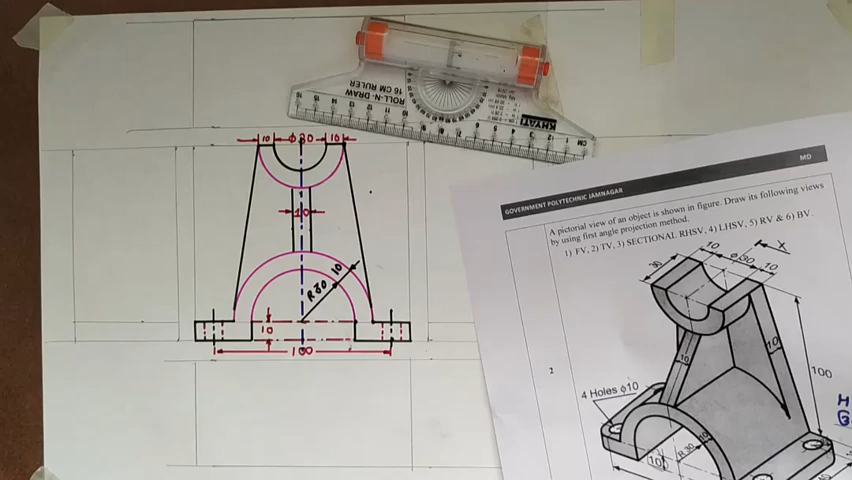 10 φ30 10
10
R30 10
10
100
ROLL-N-DRAW
16 CM RULER
KHYATI
CM
GOVERNMENT POLYTECHNIC JAMNAGAR
MD
A pictorial view of an object is shown in figure. Draw its following views
by using first angle projection method.
1) FV, 2) TV, 3) SECTIONAL RHSV, 4) LHSV, 5) RV & 6) BV.
2
10
φ30
10
X
30
10
10
100
4 Holes φ10
R30
10
10
H